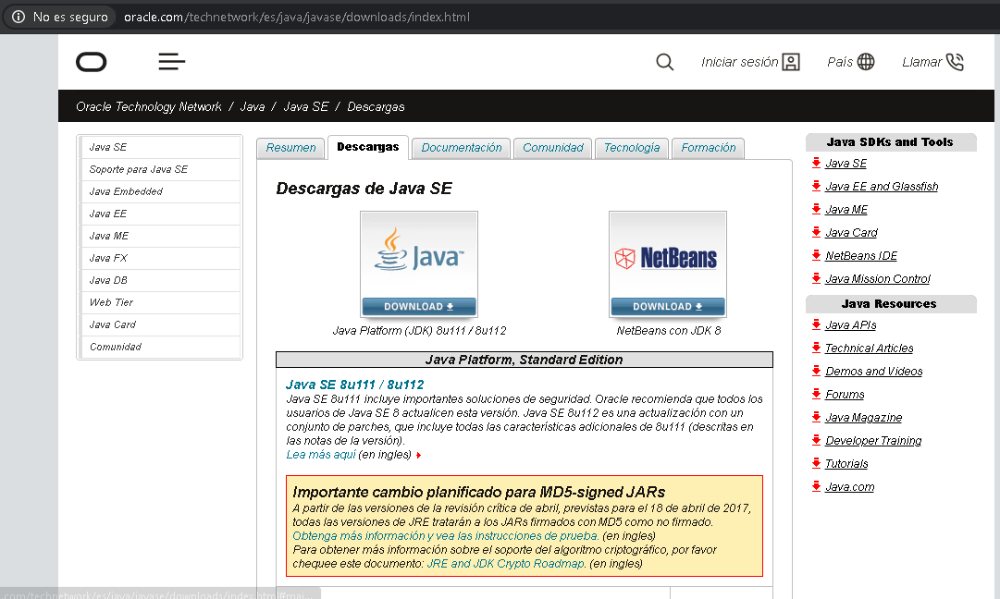 No es seguro oracle.com/technetwork/es/java/javase/downloads/index.html
Iniciar sesión País Llamar
Oracle Technology Network / Java / Java SE / Descargas
Java SE
Soporte para Java SE
Java Embedded
Java EE
Java ME
Java FX
Java DB
Web Tier
Java Card
Comunidad
Resumen Descargas Documentación Comunidad Tecnología Formación
Descargas de Java SE
Java™
DOWNLOAD
Java Platform (JDK) 8u111 / 8u112
NetBeans
DOWNLOAD
NetBeans con JDK 8
Java Platform, Standard Edition
Java SE 8u111 / 8u112
Java SE 8u111 incluye importantes soluciones de seguridad. Oracle recomienda que todos los
usuarios de Java SE 8 actualicen esta versión. Java SE 8u112 es una actualización con un
conjunto de parches, que incluye todas las características adicionales de 8u111 (descritas en
las notas de la versión).
Lea más aquí (en ingles)
Importante cambio planificado para MD5-signed JARs
A partir de las versiones de la revisión crítica de abril, previstas para el 18 de abril de 2017,
todas las versiones de JRE tratarán a los JARs firmados con MD5 como no firmado.
Obtenga más información y vea las instrucciones de prueba. (en ingles)
Para obtener más información sobre el soporte del algoritmo criptográfico, por favor
chequee este documento: JRE and JDK Crypto Roadmap. (en ingles)
Java SDKs and Tools
Java SE
Java EE and Glassfish
Java ME
Java Card
NetBeans IDE
Java Mission Control
Java Resources
Java APIs
Technical Articles
Demos and Videos
Forums
Java Magazine
Developer Training
Tutorials
Java.com
.com/technetwork/es/java/javase/downloads/index.html#mai...